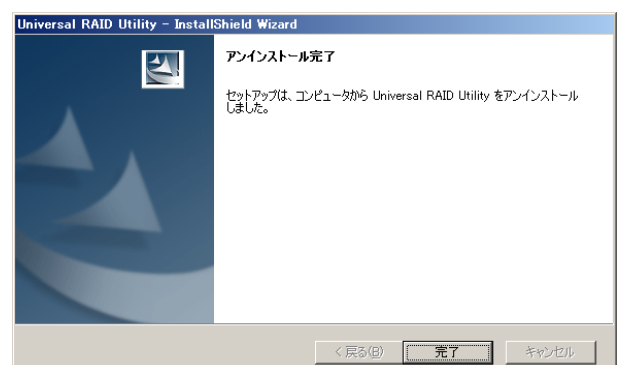 Universal RAID Utility - InstallShield Wizard
アンインストール完了
セットアップは、コンピュータから Universal RAID Utility をアンインストール
しました。
< 戻る(B) 完了 キャンセル